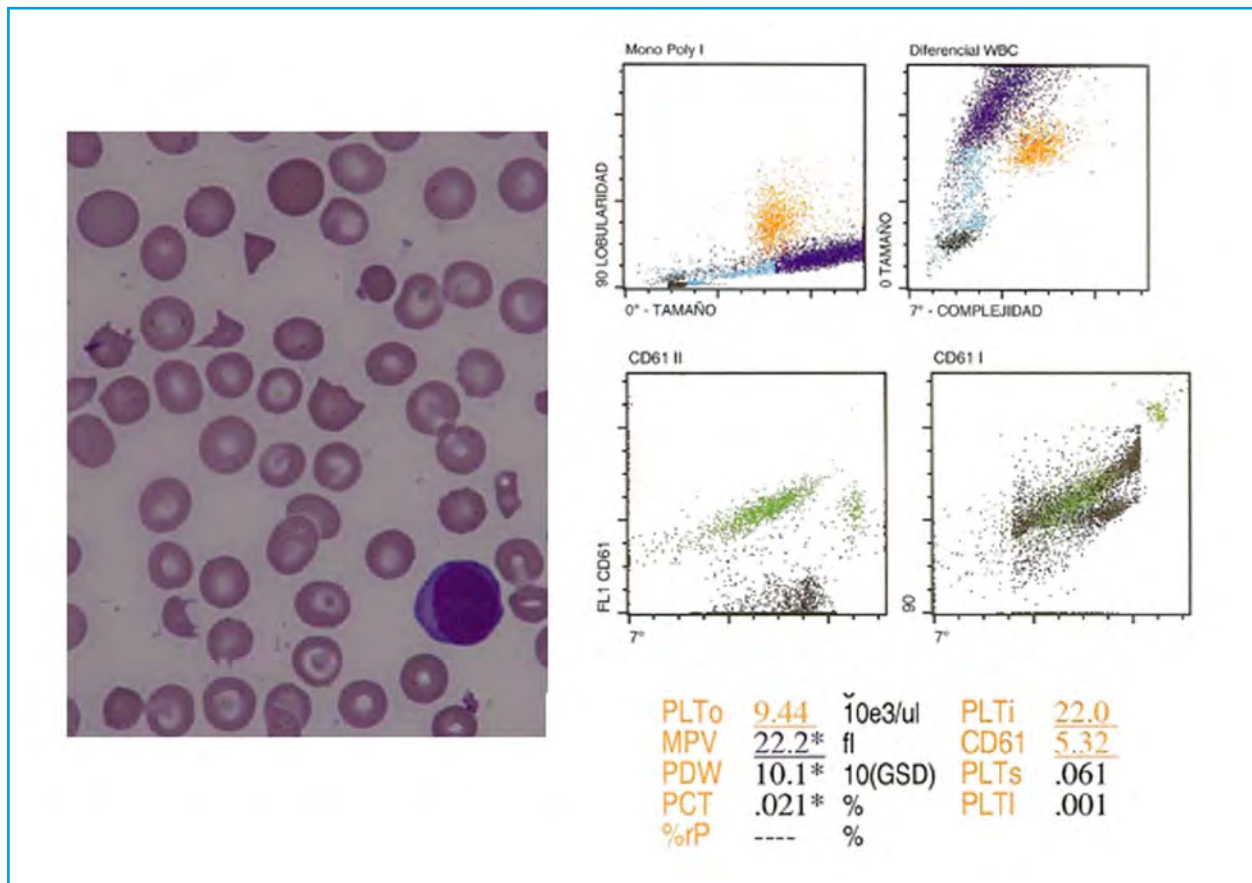 Mono Poly I
90 LOBULARIDAD
0° - TAMAÑO
Diferencial WBC
0 TAMAÑO
7° - COMPLEJIDAD
CD61 II
FL1 CD61
7°
CD61 I
90
7°
PLTo 9.44 10e3/ul PLTi 22.0
MPV 22.2* fl CD61 5.32
PDW 10.1* 10(GSD) PLTs .061
PCT .021* % PLTl .001
%rP ---- %